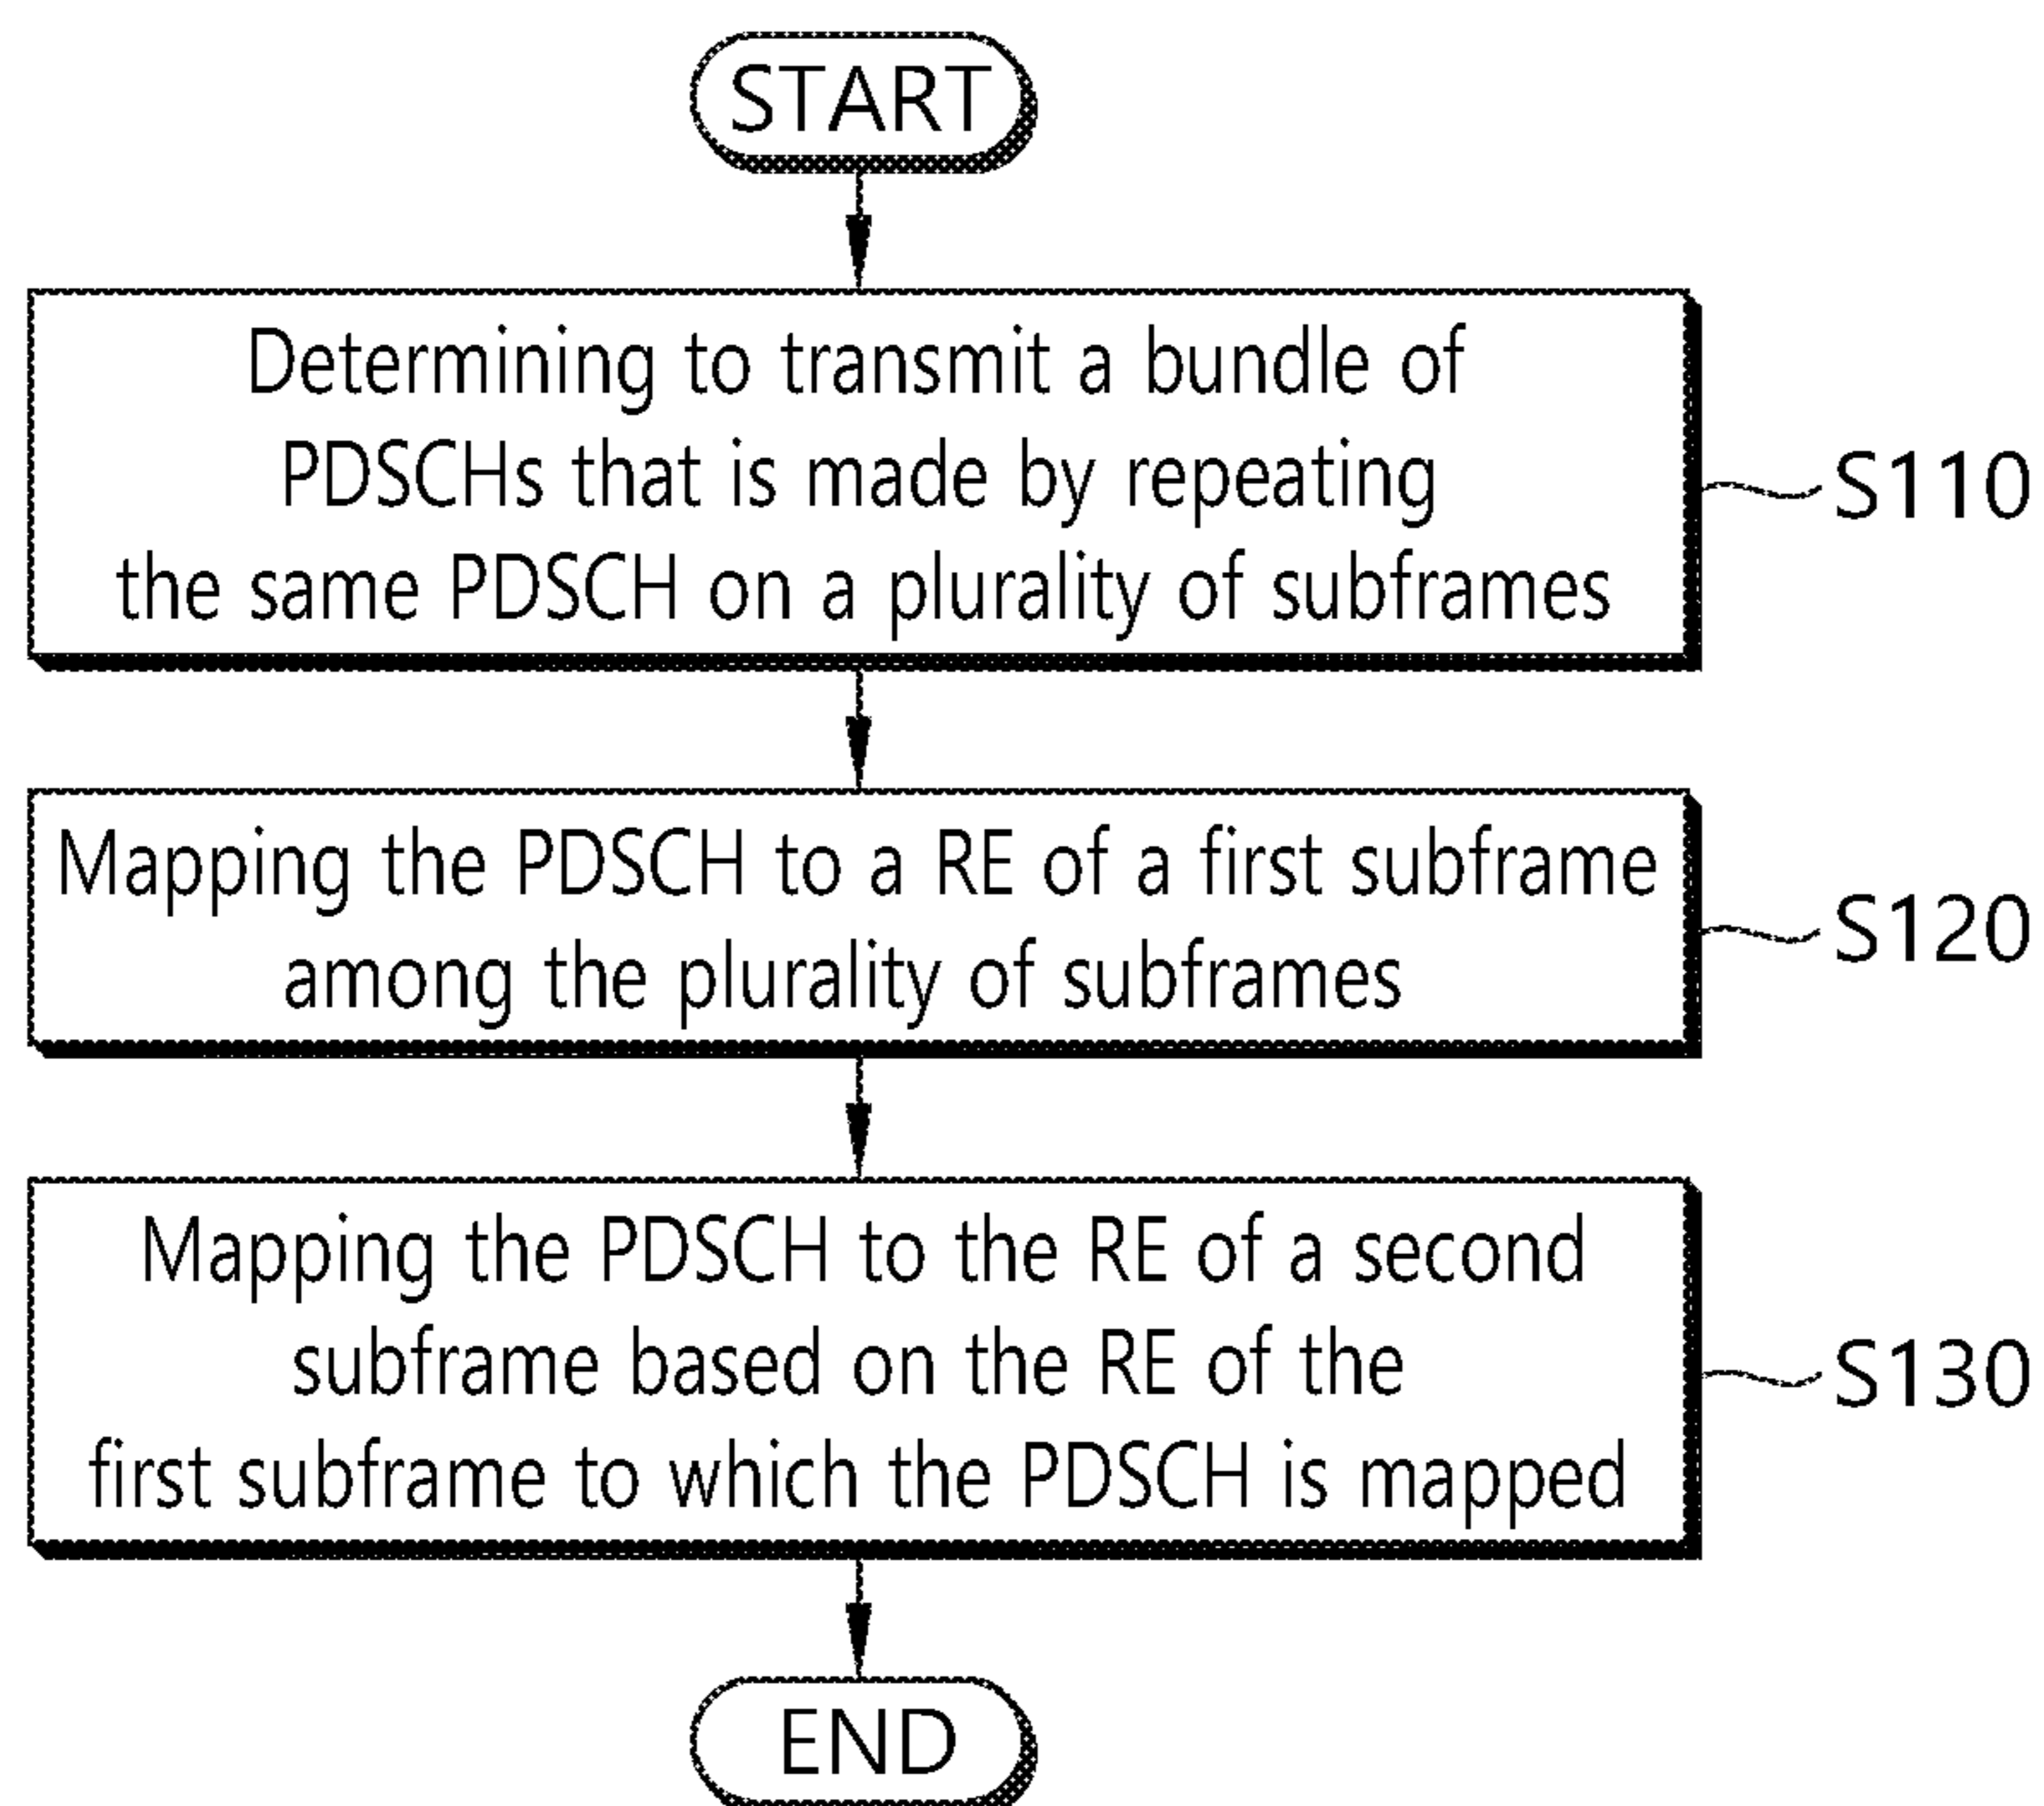 START
Determining to transmit a bundle of
PDSCHs that is made by repeating
the same PDSCH on a plurality of subframes
S110
Mapping the PDSCH to a RE of a first subframe
among the plurality of subframes
S120
Mapping the PDSCH to the RE of a second
subframe based on the RE of the
first subframe to which the PDSCH is mapped
S130
END